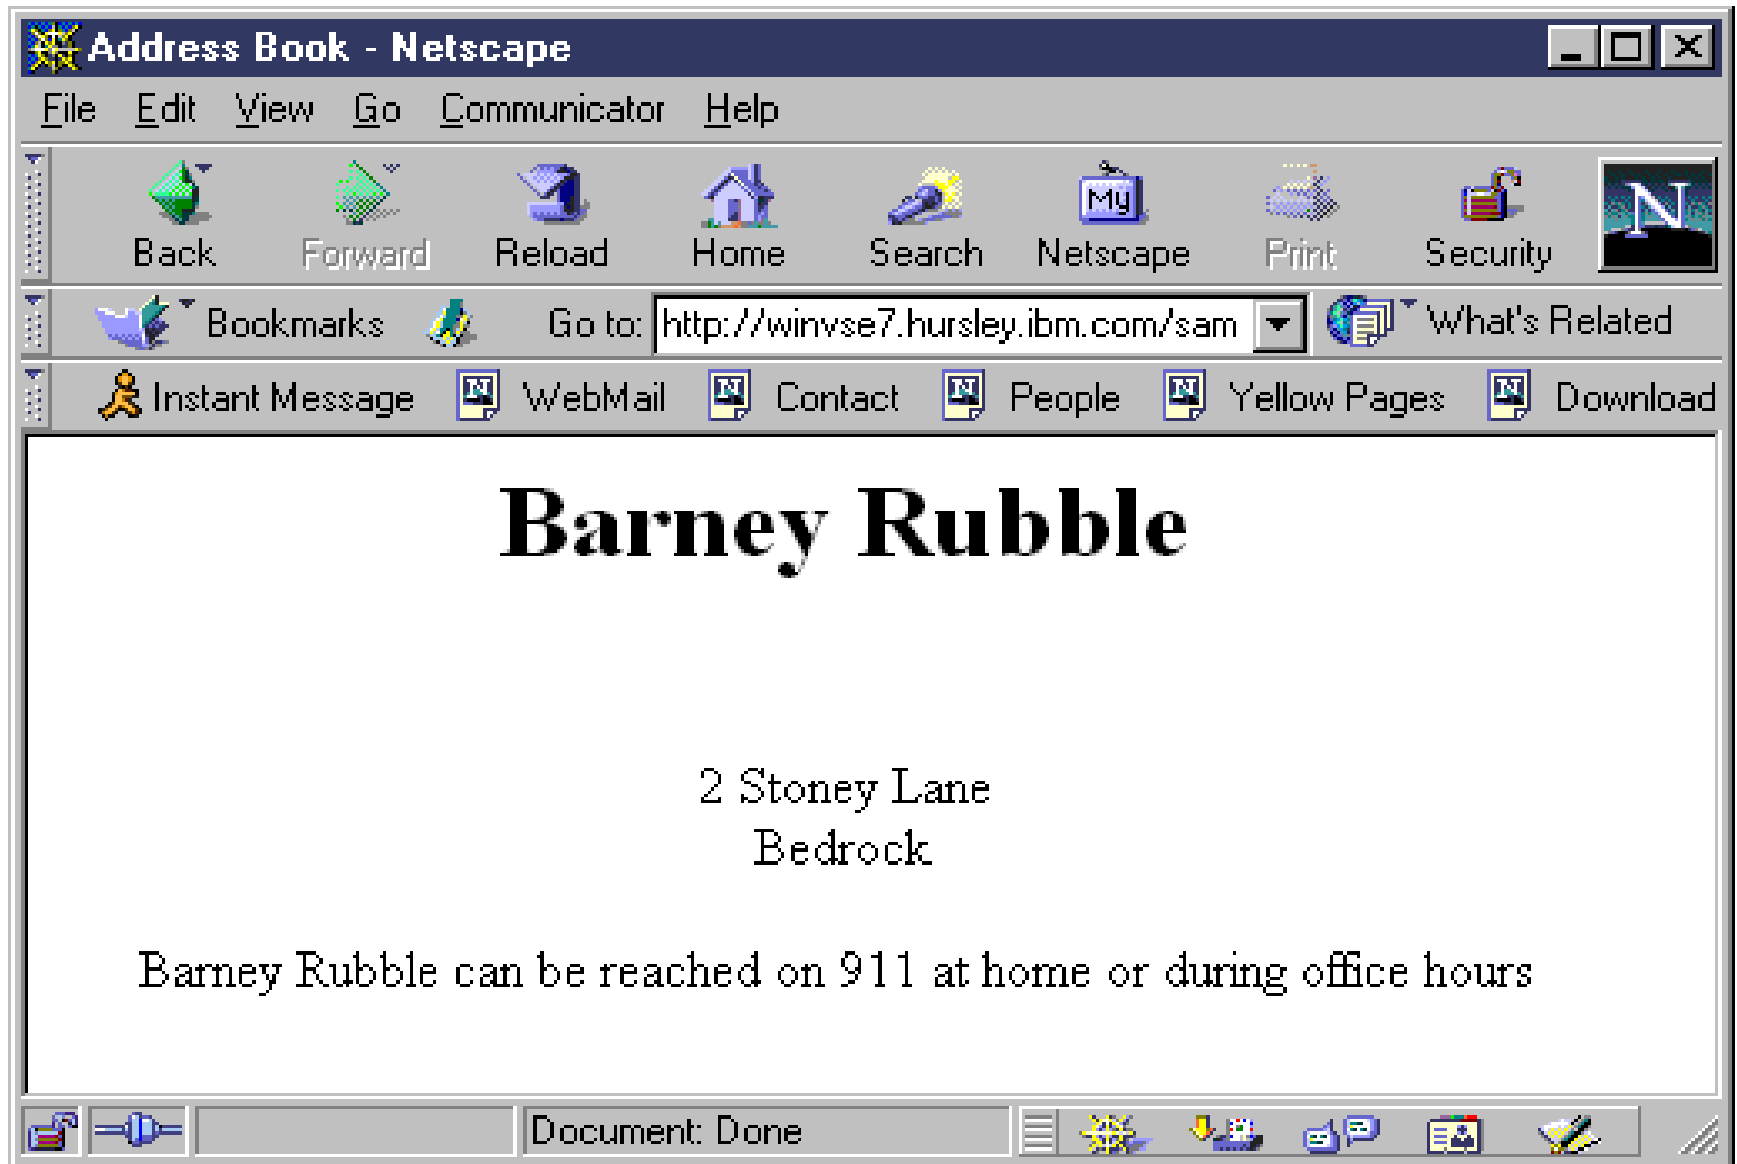 Address Book - Netscape
File Edit View Go Communicator Help
My N
Back Forward Reload Home Search Netscape Print Security
Bookmarks Go to: http://winvse7.hursley.ibm.com/sam What's Related
Instant Message N WebMail N Contact N People N Yellow Pages N Download
Barney Rubble
2 Stoney Lane
Bedrock
Barney Rubble can be reached on 911 at home or during office hours
Document: Done